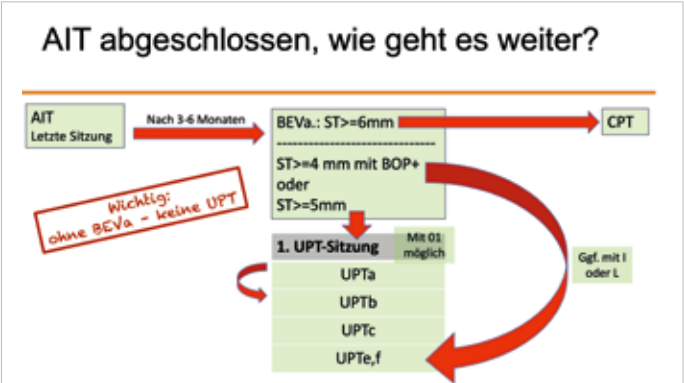 AIT abgeschlossen, wie geht es weiter?
AIT
Letzte Sitzung
Nach 3-6 Monaten
BEVa.: ST>=6mm
--------------------------------
ST>=4 mm mit BOP+
oder
ST>=5mm
CPT
Wichtig:
ohne BEVa - keine UPT
1. UPT-Sitzung
Mit 01
möglich
UPTa
UPTb
UPTc
UPTe,f
Ggf. mit I
oder L